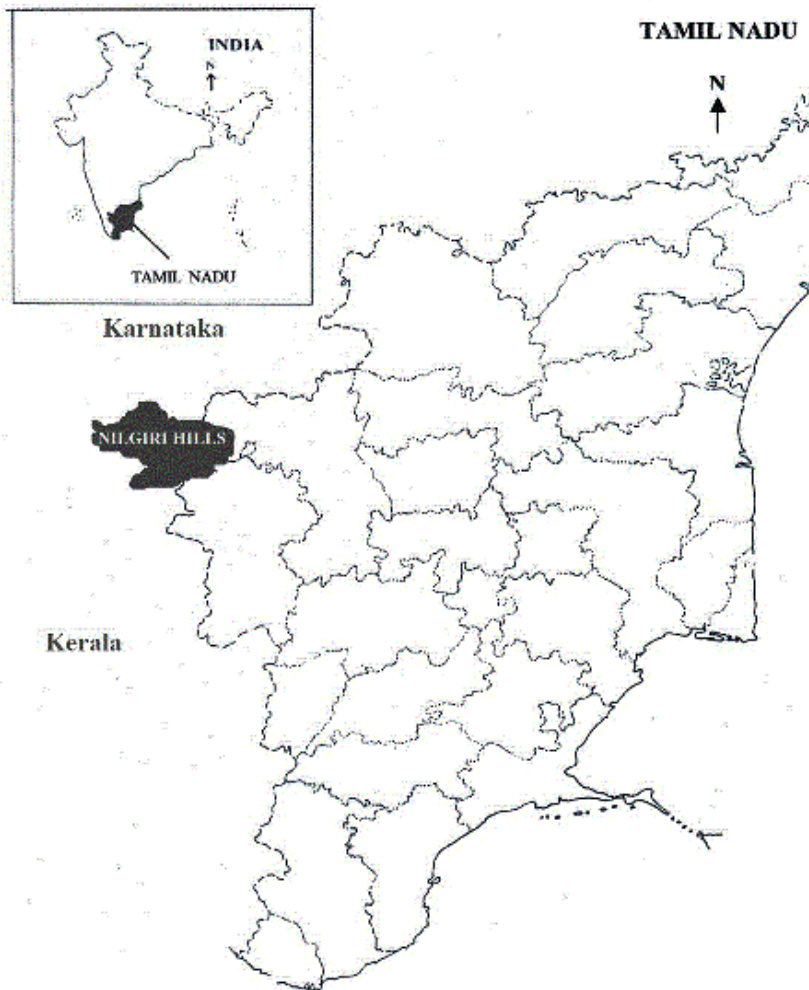 TAMIL NADU
N
INDIA
N
TAMIL NADU
Karnataka
NILGIRI HILLS
Kerala